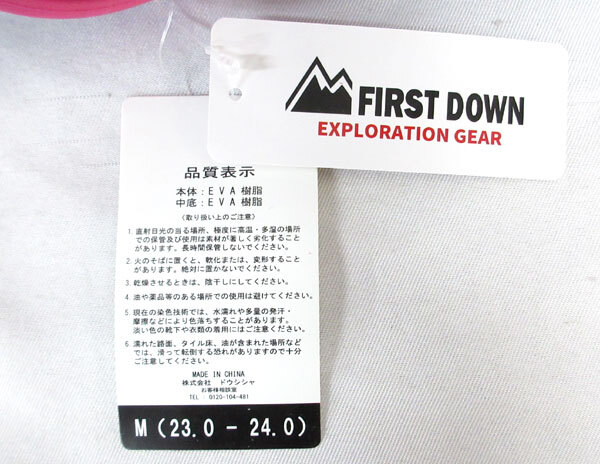 FIRST DOWN
EXPLORATION GEAR
品質表示
本体：ＥＶＡ樹脂
中底：ＥＶＡ樹脂
〈取り扱い上のご注意〉
1. 直射日光の当る場所、極度に高温・多湿の場所
での保管及び使用は素材が著しく劣化すること
があります。長時間保管しないでください。
2. 火のそばに置くと、軟化または、変形すること
があります。絶対に置かないでください。
3. 乾燥させるときは、陰干しにしてください。
4. 油や薬品等のある場所での使用は避けてください。
5. 現在の染色技術では、水濡れや多量の発汗・
摩擦などにより色落ちすることがあります。
淡い色の靴下や衣類の着用にはご注意ください。
6. 濡れた路面、タイル床、油が含まれた場所など
では、滑って転倒する恐れがありますので十分
ご注意してください。
MADE IN CHINA
株式会社 ドウシシャ
お客様相談室
TEL 0120-104-481
M（23.0 - 24.0）